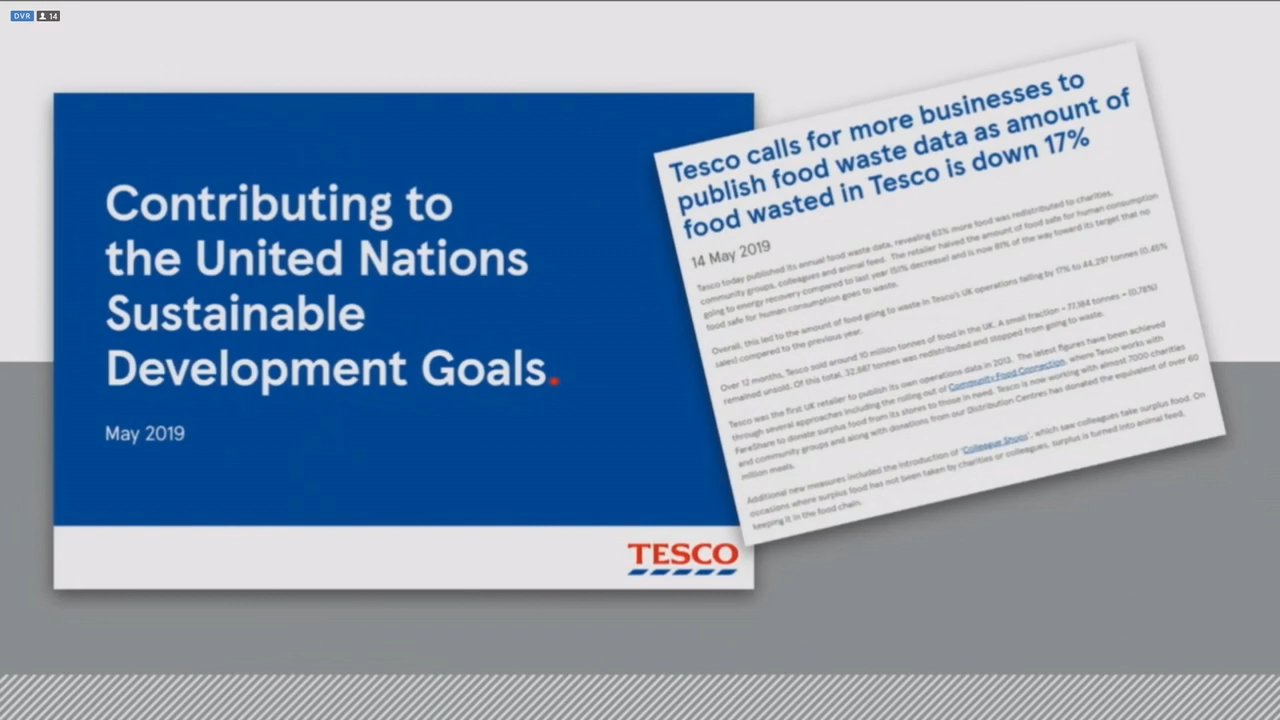 DVR
14
Contributing to
the United Nations
Sustainable
Development Goals.
May 2019
TESCO
Tesco calls for more businesses to
publish food waste data as amount of
food wasted in Tesco is down 17%
14 May 2019
Tesco today published its annual food waste data, revealing 63% more food was redistributed to charities,
community groups, colleagues and animal feed. The retailer halved the amount of food safe for human consumption
going to energy recovery compared to last year (51% decrease) and is now 81% of the way toward its target that no
food safe for human consumption goes to waste.
Overall, this led to the amount of food going to waste in Tesco's UK operations falling by 17% to 44,297 tonnes (0.45%
sales) compared to the previous year.
Over 12 months, Tesco sold around 10 million tonnes of food in the UK. A small fraction – 77,184 tonnes – (0.78%)
remained unsold. Of this total, 32,887 tonnes was redistributed and stopped from going to waste.
Tesco was the first UK retailer to publish its own operations data in 2013. The latest figures have been achieved
through several approaches including the rolling out of Community Food Connection, where Tesco works with
FareShare to donate surplus food from its stores to those in need. Tesco is now working with almost 7000 charities
and community groups and along with donations from our Distribution Centres has donated the equivalent of over 60
million meals.
Additional new measures included the introduction of 'Colleague Shops', which saw colleagues take surplus food. On
occasions where surplus food has not been taken by charities or colleagues, surplus is turned into animal feed,
keeping it in the food chain.